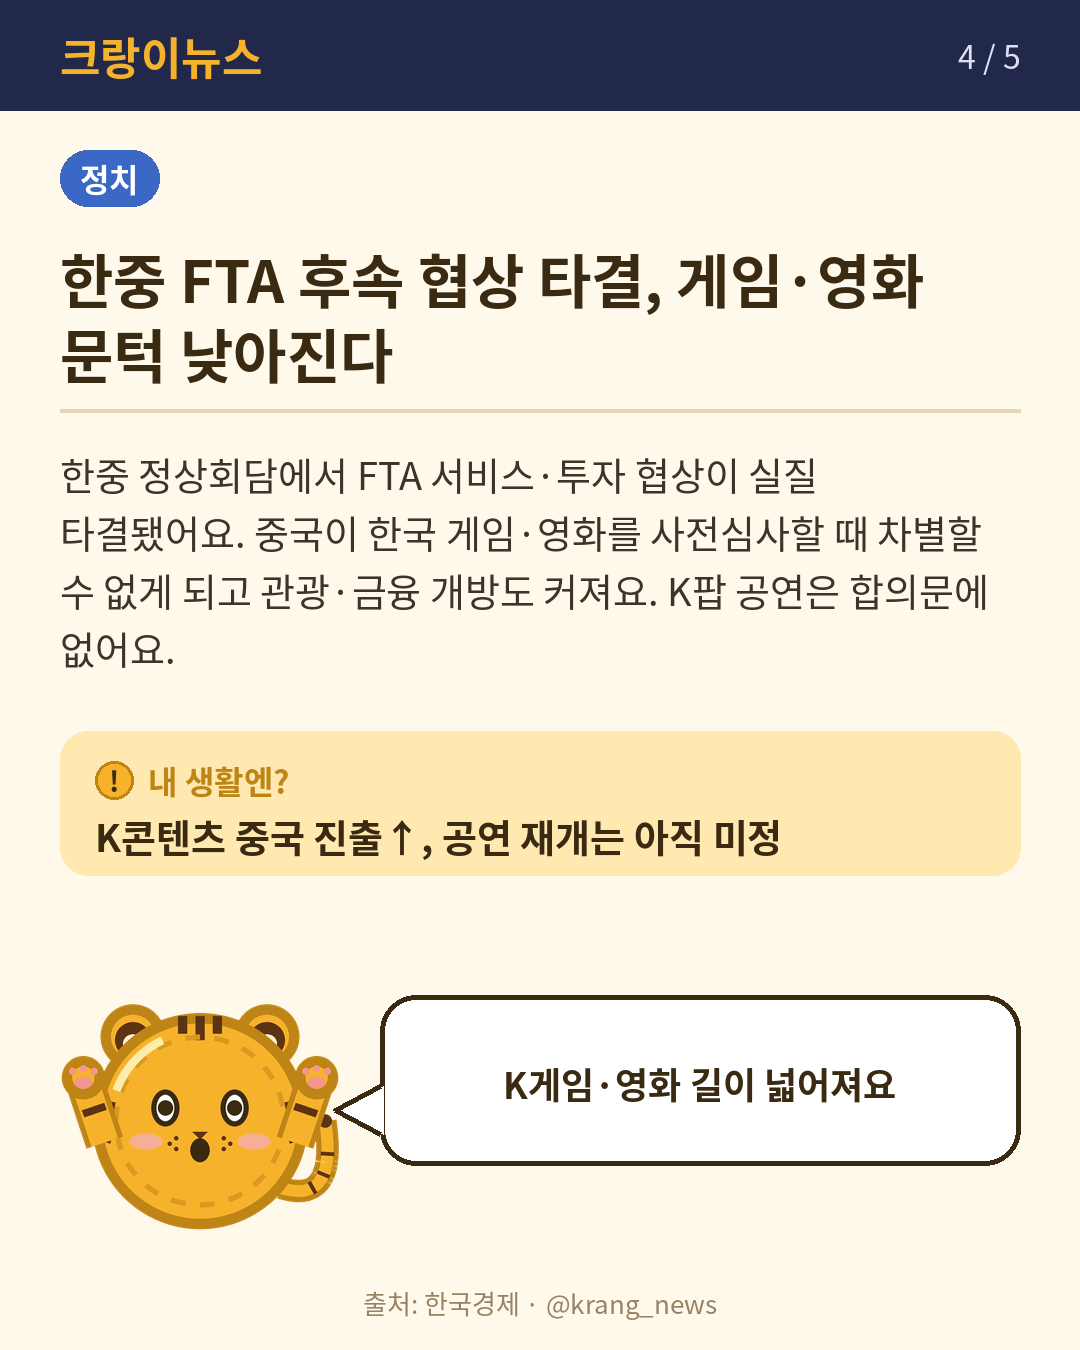 크랑이뉴스
4 / 5
정치
한중 FTA 후속 협상 타결, 게임·영화
문턱 낮아진다
한중 정상회담에서 FTA 서비스·투자 협상이 실질
타결됐어요. 중국이 한국 게임·영화를 사전심사할 때 차별할
수 없게 되고 관광·금융 개방도 커져요. K팝 공연은 합의문에
없어요.
! 내 생활엔?
K콘텐츠 중국 진출↑, 공연 재개는 아직 미정
K게임·영화 길이 넓어져요
출처: 한국경제 · @krang_news